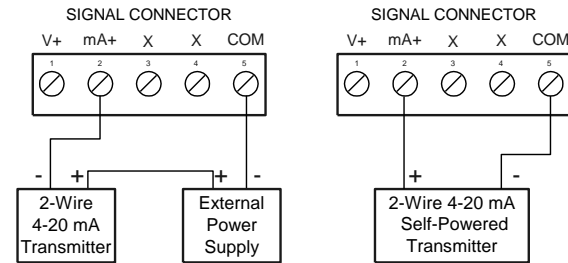 SIGNAL CONNECTOR
V+ mA+ X X COM
1 2 3 4 5
- + + -
2-Wire
4-20 mA
Transmitter
External
Power
Supply
SIGNAL CONNECTOR
V+ mA+ X X COM
1 2 3 4 5
+ -
2-Wire 4-20 mA
Self-Powered
Transmitter